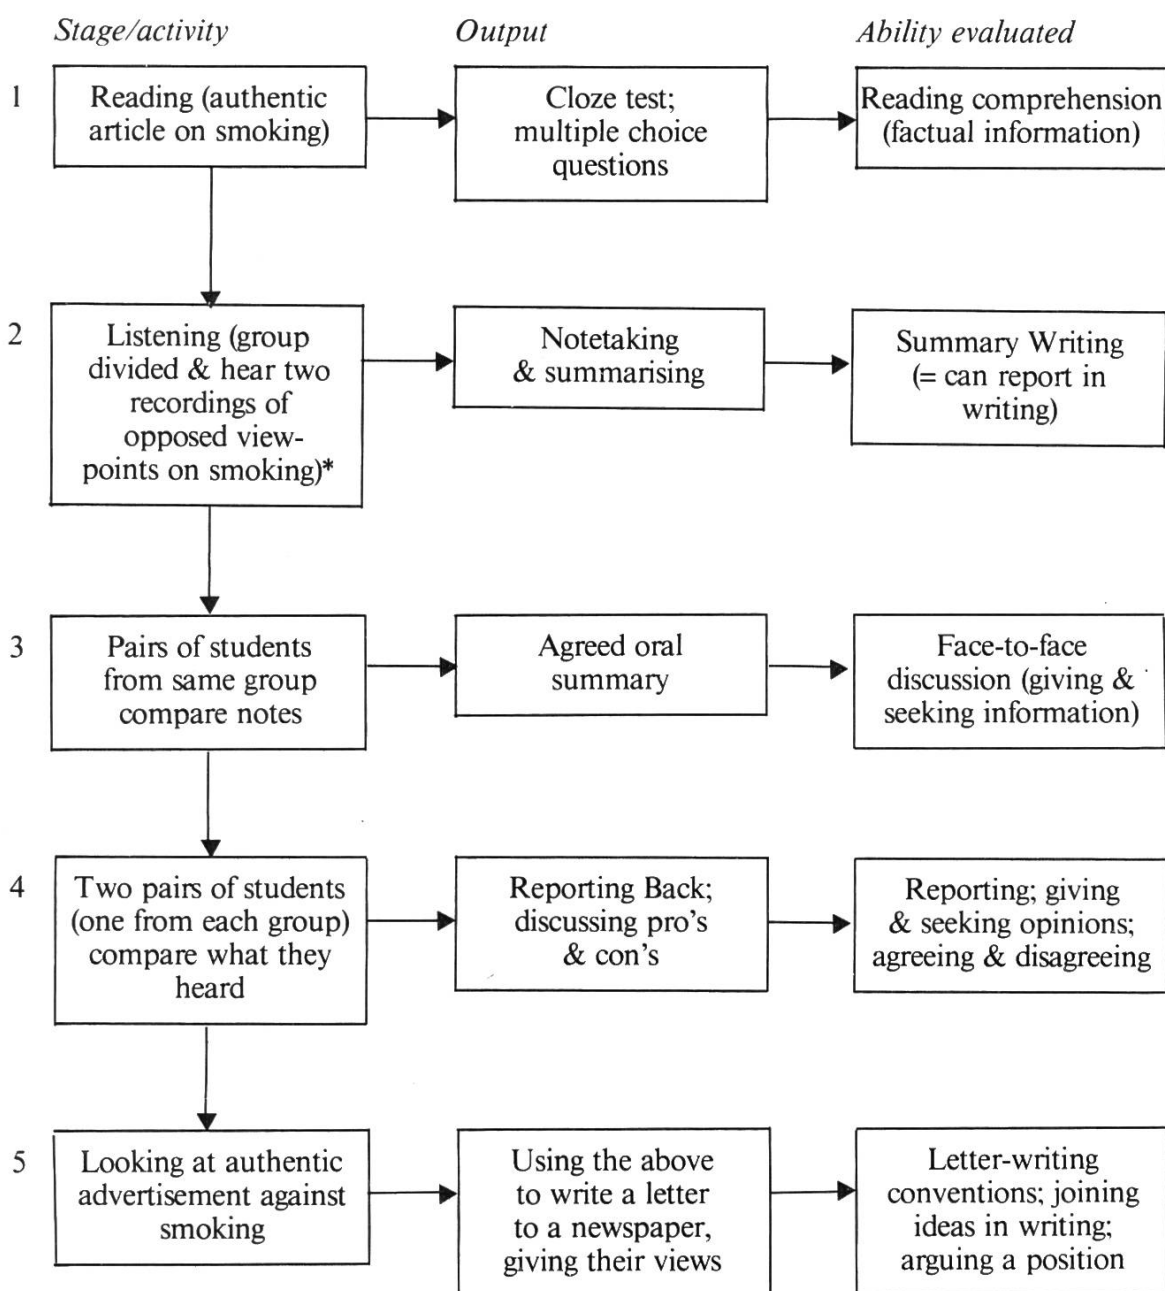 Stage/activity
Output
Ability evaluated
1
Reading (authentic
article on smoking)
Cloze test;
multiple choice
questions
Reading comprehension
(factual information)
2
Listening (group
divided & hear two
recordings of
opposed view-
points on smoking)*
Notetaking
& summarising
Summary Writing
(= can report in
writing)
3
Pairs of students
from same group
compare notes
Agreed oral
summary
Face-to-face
discussion (giving &
seeking information)
4
Two pairs of students
(one from each group)
compare what they
heard
Reporting Back;
discussing pro's
& con's
Reporting; giving
& seeking opinions;
agreeing & disagreeing
5
Looking at authentic
advertisement against
smoking
Using the above
to write a letter
to a newspaper,
giving their views
Letter-writing
conventions; joining
ideas in writing;
arguing a position